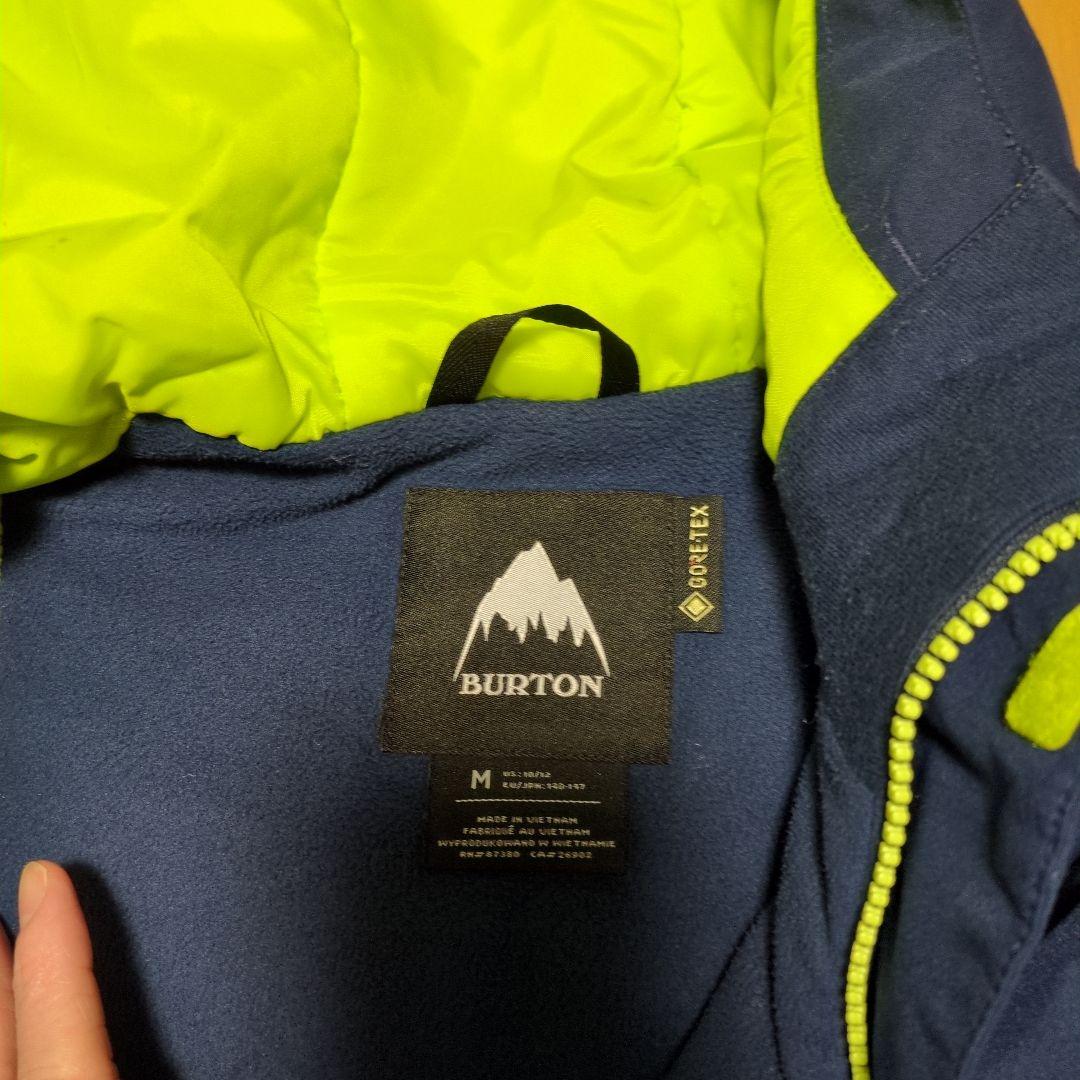 BURTON
GORE-TEX
M
US: 10/12
EU/JPN: 140-147
MADE IN VIETNAM
FABRIQUÉ AU VIETNAM
WYPRODUKOWANO W WIETNAMIE
RN# 87380 CA# 26902